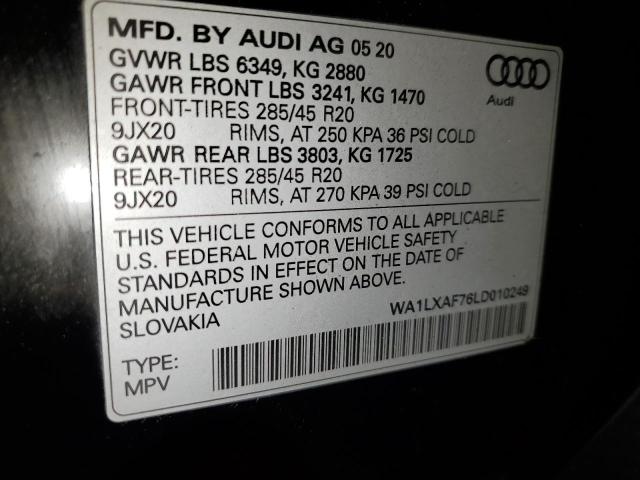 MFD. BY AUDI AG 05 20
GVWR LBS 6349, KG 2880
GAWR FRONT LBS 3241, KG 1470
FRONT-TIRES 285/45 R20
9JX20 RIMS, AT 250 KPA 36 PSI COLD
GAWR REAR LBS 3803, KG 1725
REAR-TIRES 285/45 R20
9JX20 RIMS, AT 270 KPA 39 PSI COLD
Audi
THIS VEHICLE CONFORMS TO ALL APPLICABLE
U.S. FEDERAL MOTOR VEHICLE SAFETY
STANDARDS IN EFFECT ON THE DATE OF
MANUFACTURE SHOWN ABOVE.
SLOVAKIA
WA1LXAF76LD010249
TYPE:
MPV